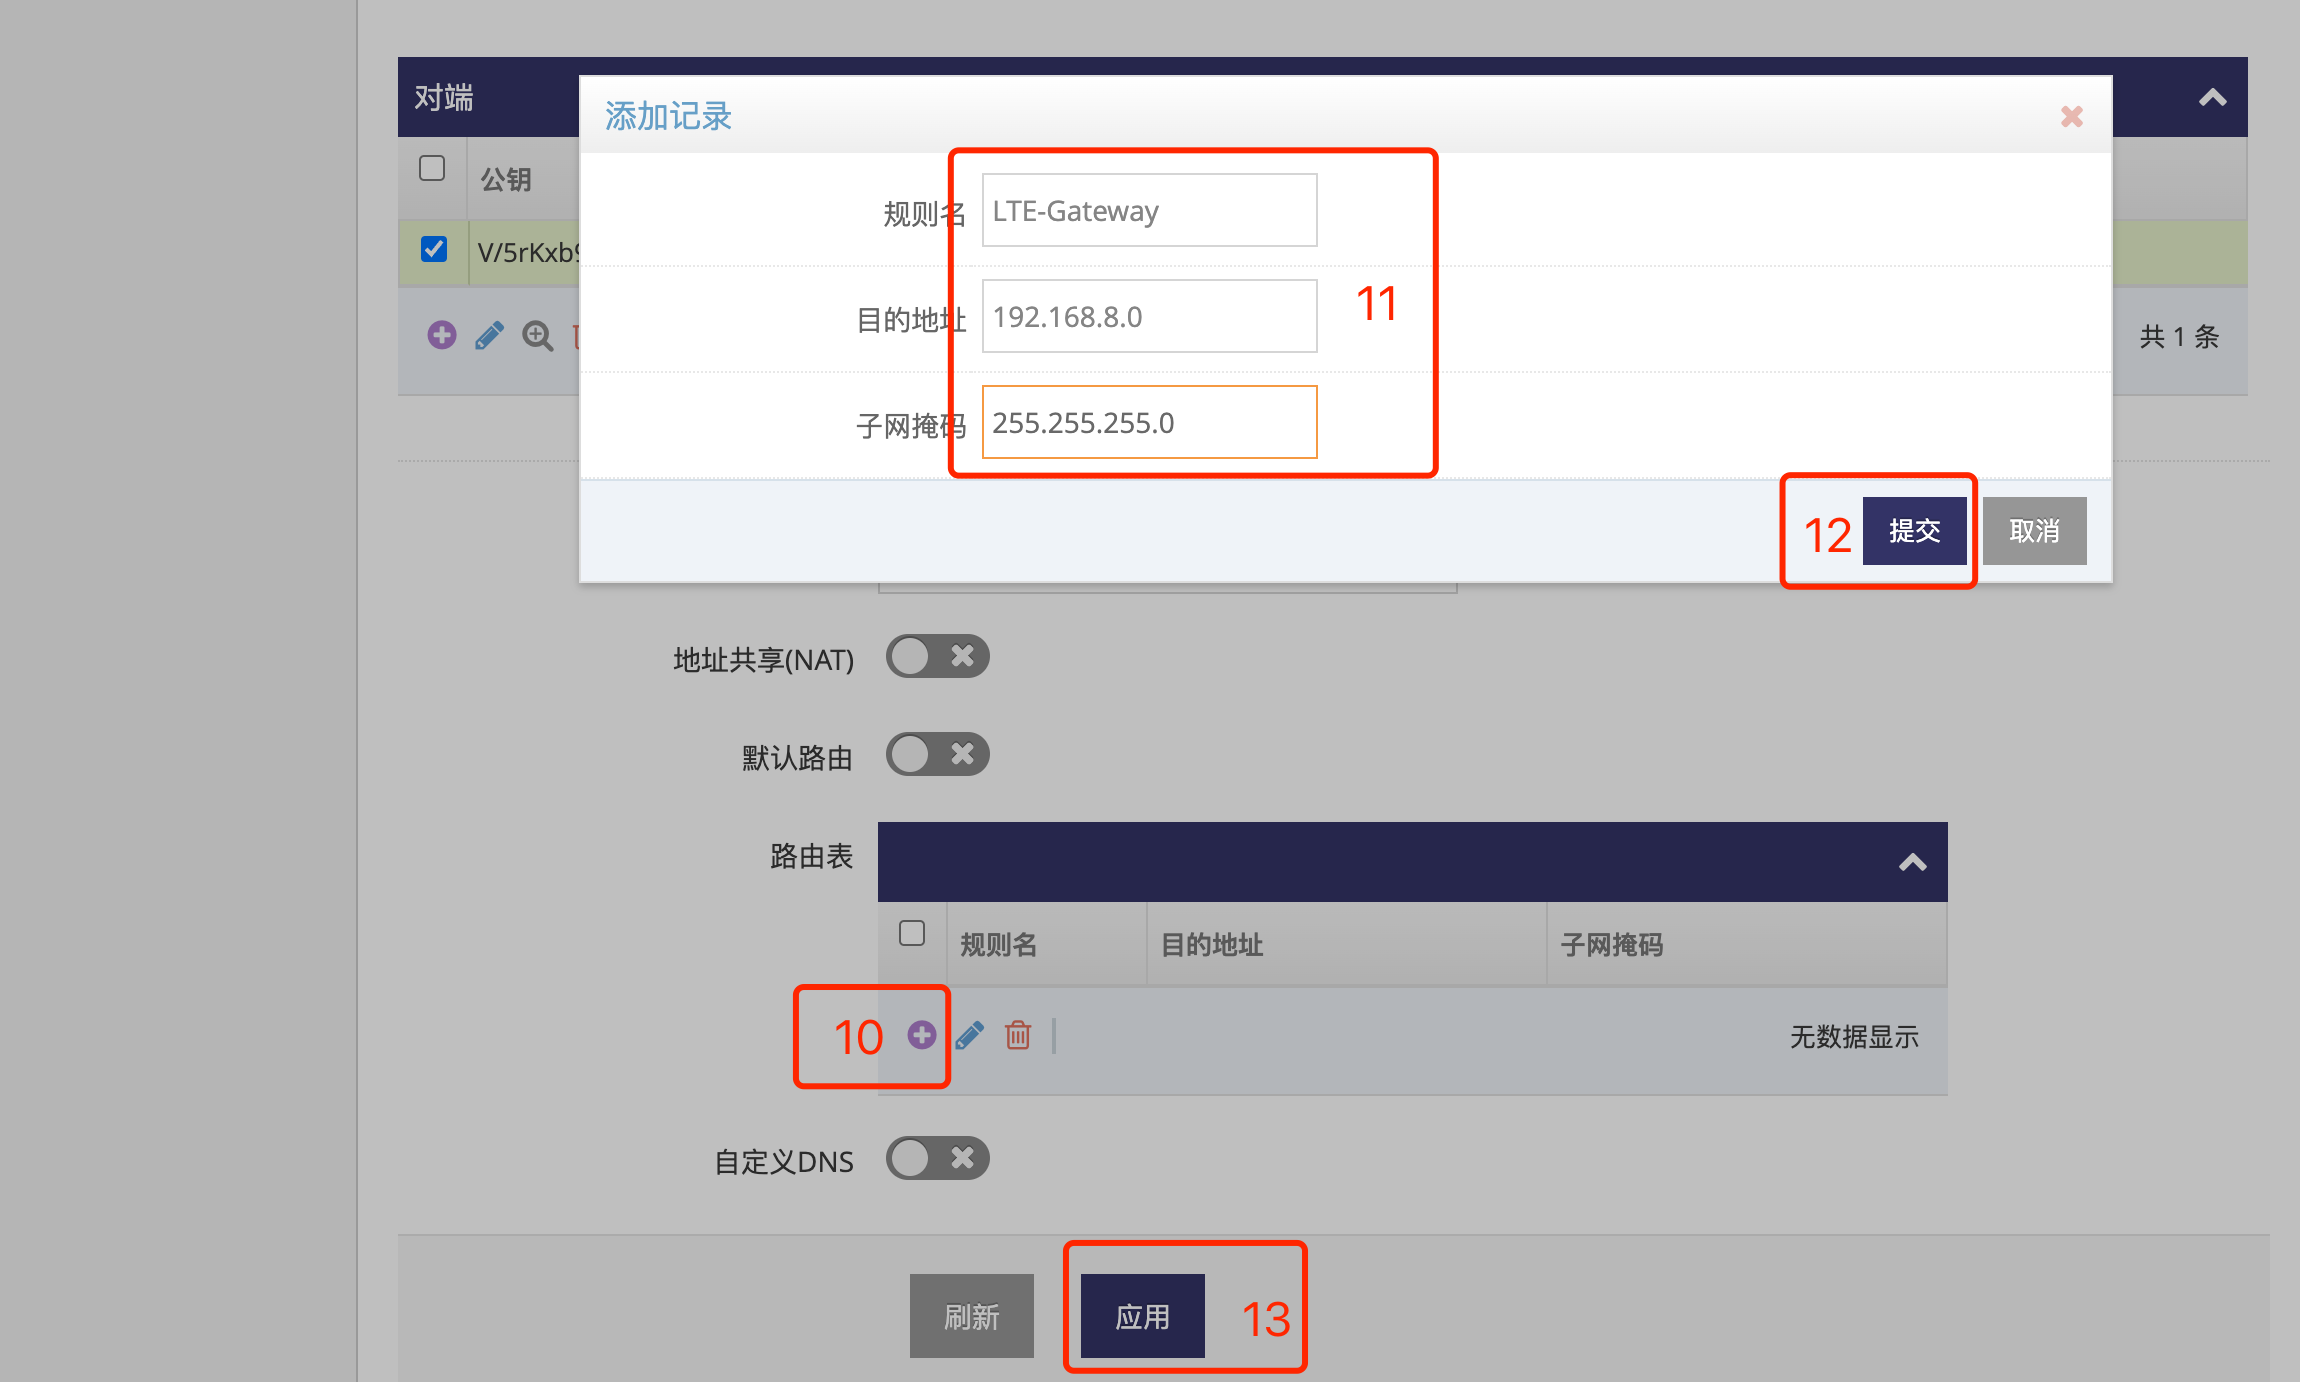 对端
添加记录
公钥
规则名 LTE-Gateway
V/5rKxb
目的地址 192.168.8.0
11
共 1 条
子网掩码 255.255.255.0
12 提交 取消
地址共享(NAT)
默认路由
路由表
规则名 目的地址 子网掩码
10
无数据显示
自定义DNS
刷新 应用 13